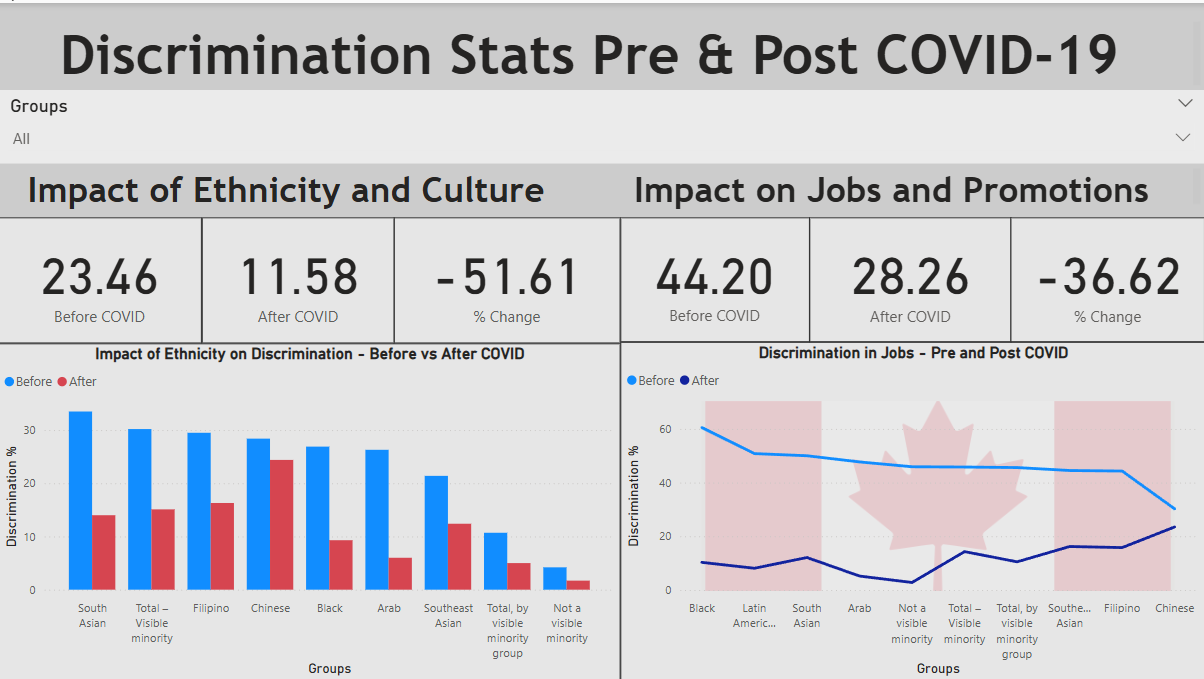 Discrimination Stats Pre & Post COVID-19
Groups
All
Impact of Ethnicity and Culture
23.46
Before COVID
11.58
After COVID
-51.61
% Change
Impact of Ethnicity on Discrimination - Before vs After COVID
Before After
Discrimination %
30
20
10
0
South
Asian
Total –
Visible
minority
Filipino
Chinese
Black
Arab
Southeast
Asian
Total, by
visible
minority
group
Not a
visible
minority
Groups
Impact on Jobs and Promotions
44.20
Before COVID
28.26
After COVID
-36.62
% Change
Discrimination in Jobs - Pre and Post COVID
Before After
Discrimination %
60
40
20
0
Black
Latin
Americ...
South
Asian
Arab
Not a
visible
minority
Total –
Visible
minority
Total, by
visible
minority
group
Southe...
Asian
Filipino
Chinese
Groups